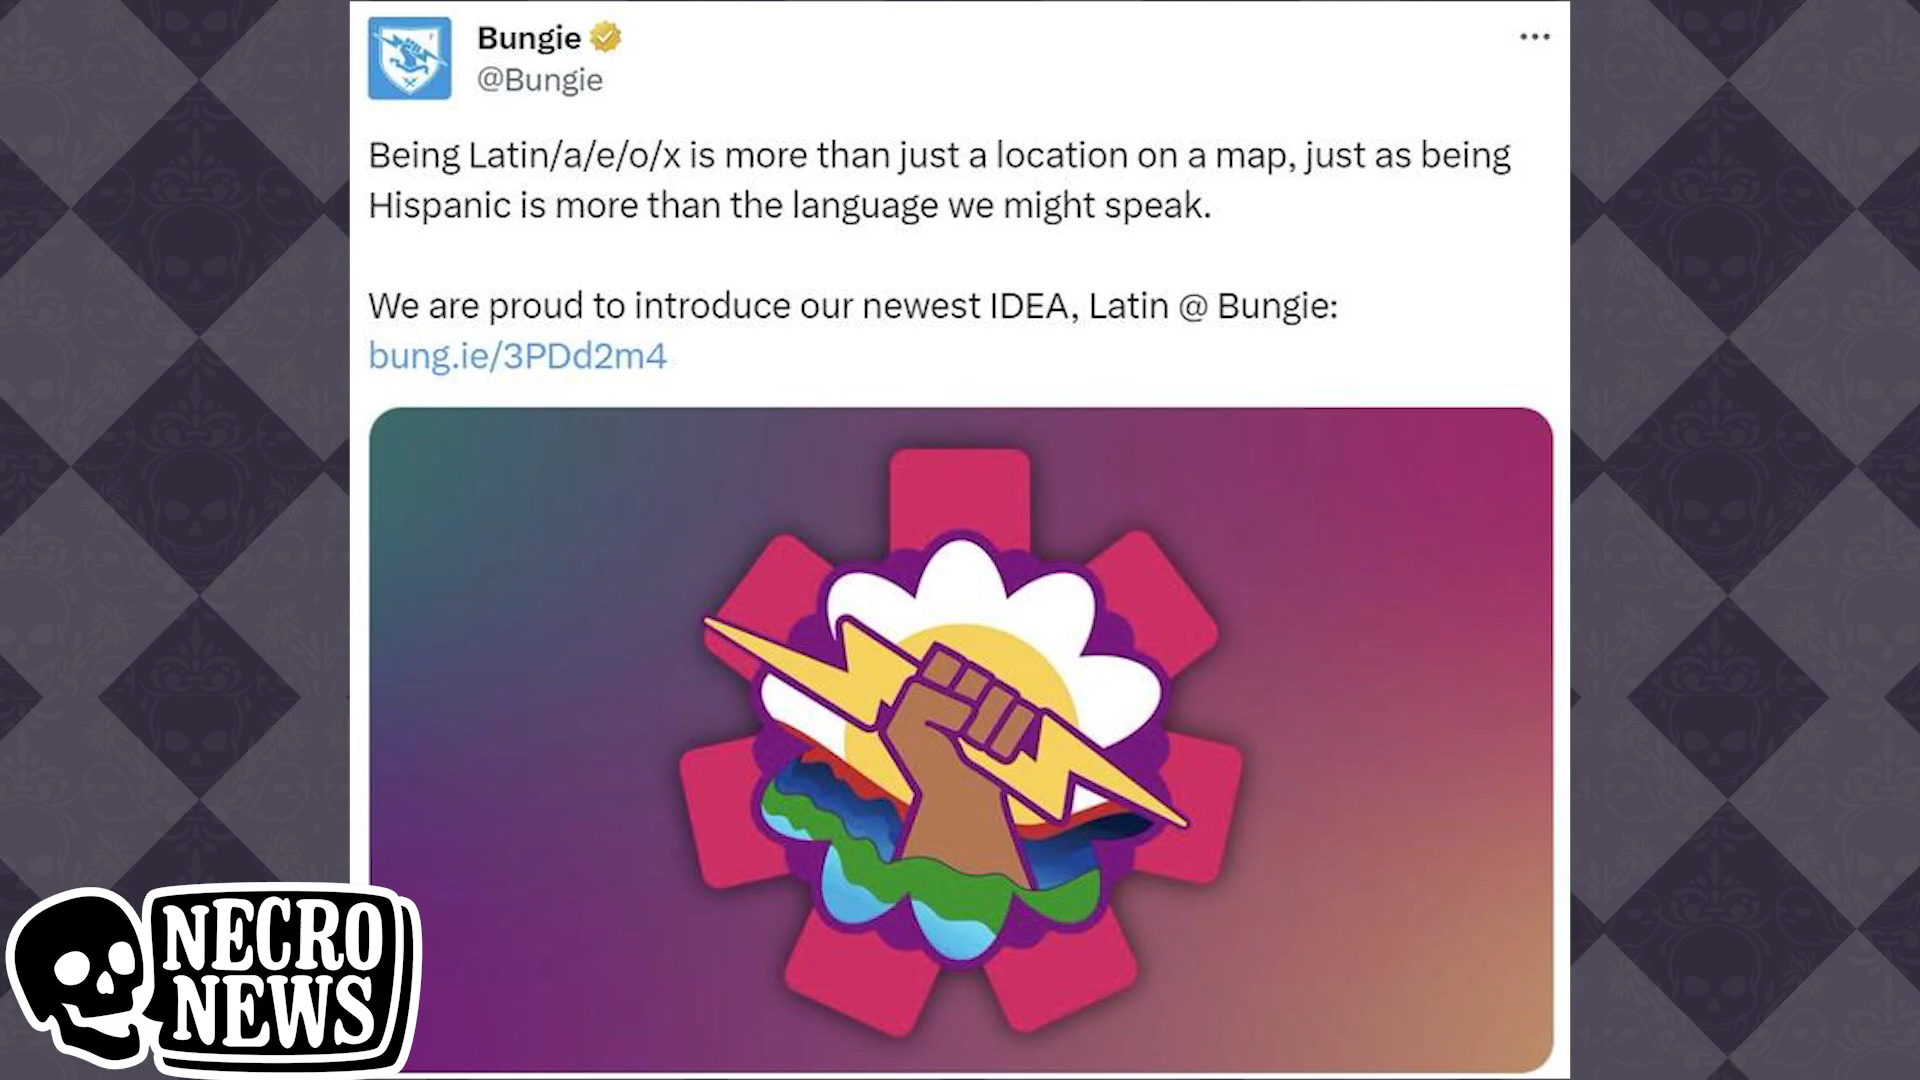 Bungie
@Bungie
Being Latin/a/e/o/x is more than just a location on a map, just as being
Hispanic is more than the language we might speak.
We are proud to introduce our newest IDEA, Latin @ Bungie:
bung.ie/3PDd2m4
NECRO
NEWS